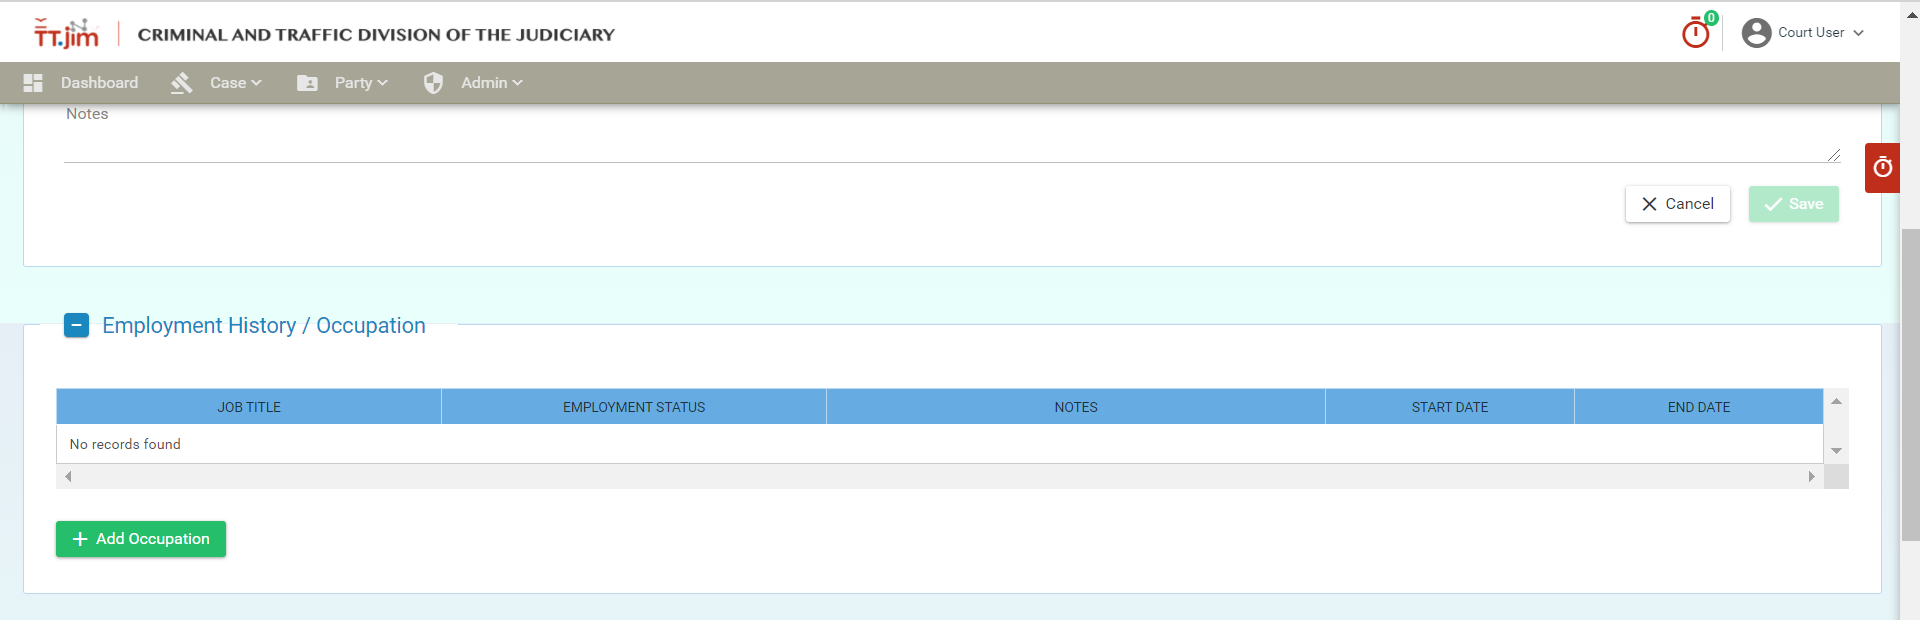 TT.jim CRIMINAL AND TRAFFIC DIVISION OF THE JUDICIARY 0 Court User
Dashboard Case Party Admin
Notes
Cancel Save
Employment History / Occupation
JOB TITLE EMPLOYMENT STATUS NOTES START DATE END DATE
No records found
Add Occupation